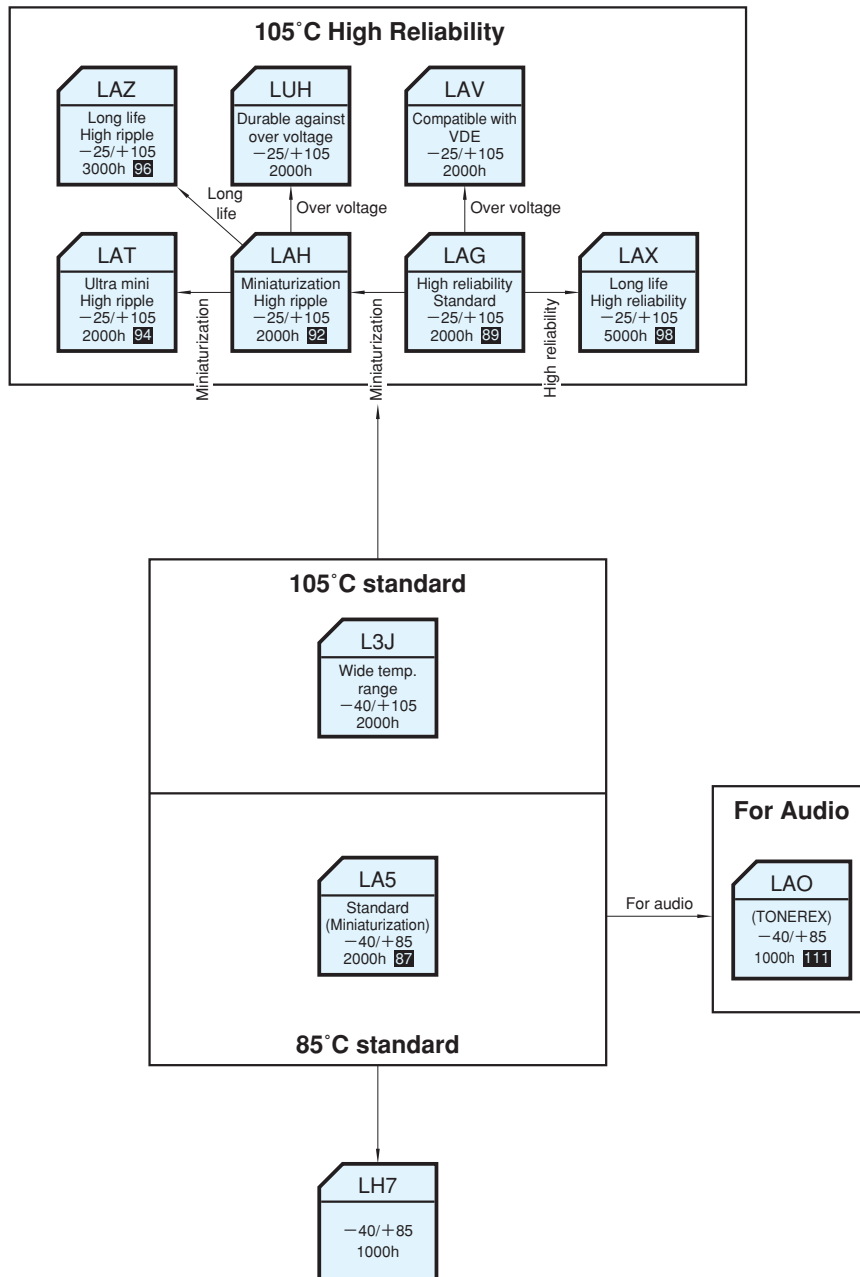 105°C High Reliability
LAZ
Long life
High ripple
−25/+105
3000h 96
LUH
Durable against
over voltage
−25/+105
2000h
LAV
Compatible with
VDE
−25/+105
2000h
Long
life
Over voltage
Over voltage
LAT
Ultra mini
High ripple
−25/+105
2000h 94
Miniaturization
LAH
Miniaturization
High ripple
−25/+105
2000h 92
Miniaturization
LAG
High reliability
Standard
−25/+105
2000h 89
High reliability
LAX
Long life
High reliability
−25/+105
5000h 98
105°C standard
L3J
Wide temp.
range
−40/+105
2000h
LA5
Standard
(Miniaturization)
−40/+85
2000h 87
85°C standard
For audio
For Audio
LAO
(TONEREX)
−40/+85
1000h 111
LH7
−40/+85
1000h